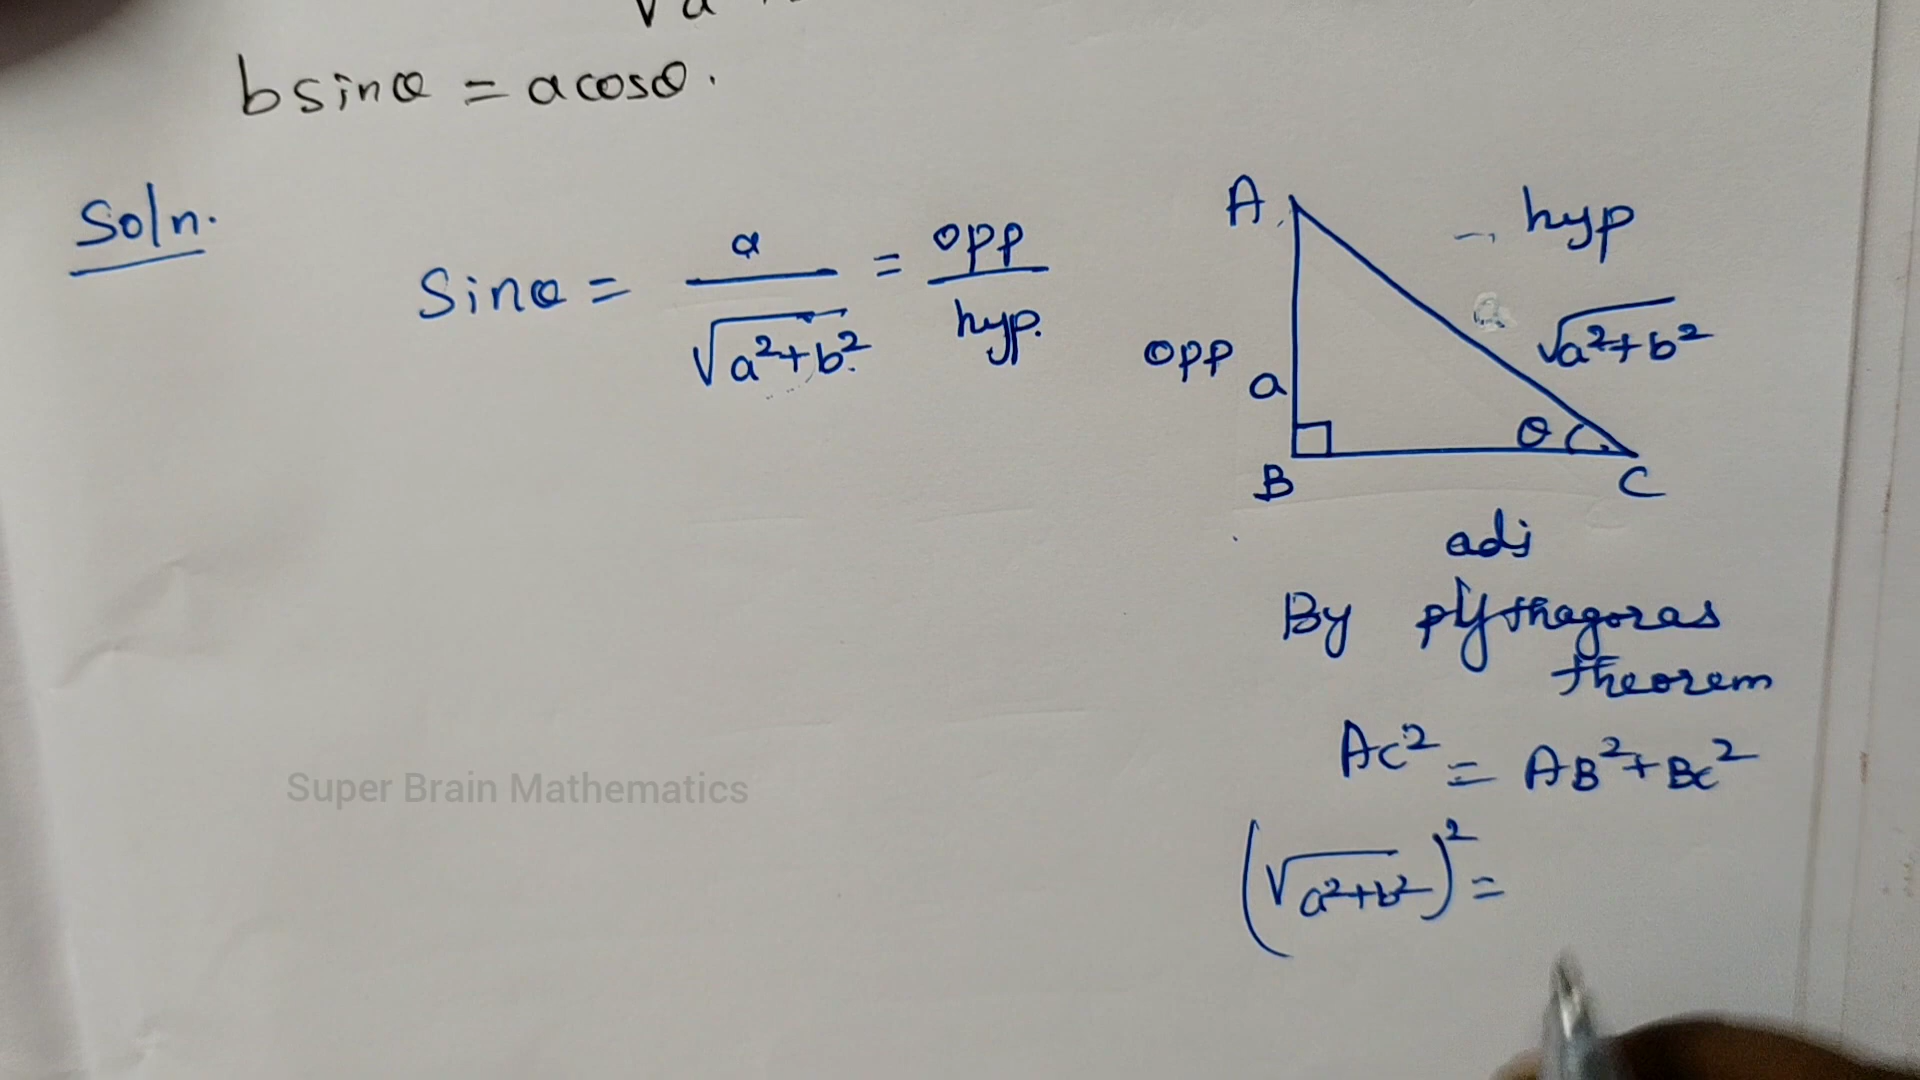 √a
bsinθ = acosθ.
Soln.
Sinθ = a/√a²+b² = opp/hyp.
A
hyp
√a²+b²
opp
a
θ
B
C
adj
By pythagoras
theorem
AC² = AB²+BC²
(√a²+b²)² =
Super Brain Mathematics